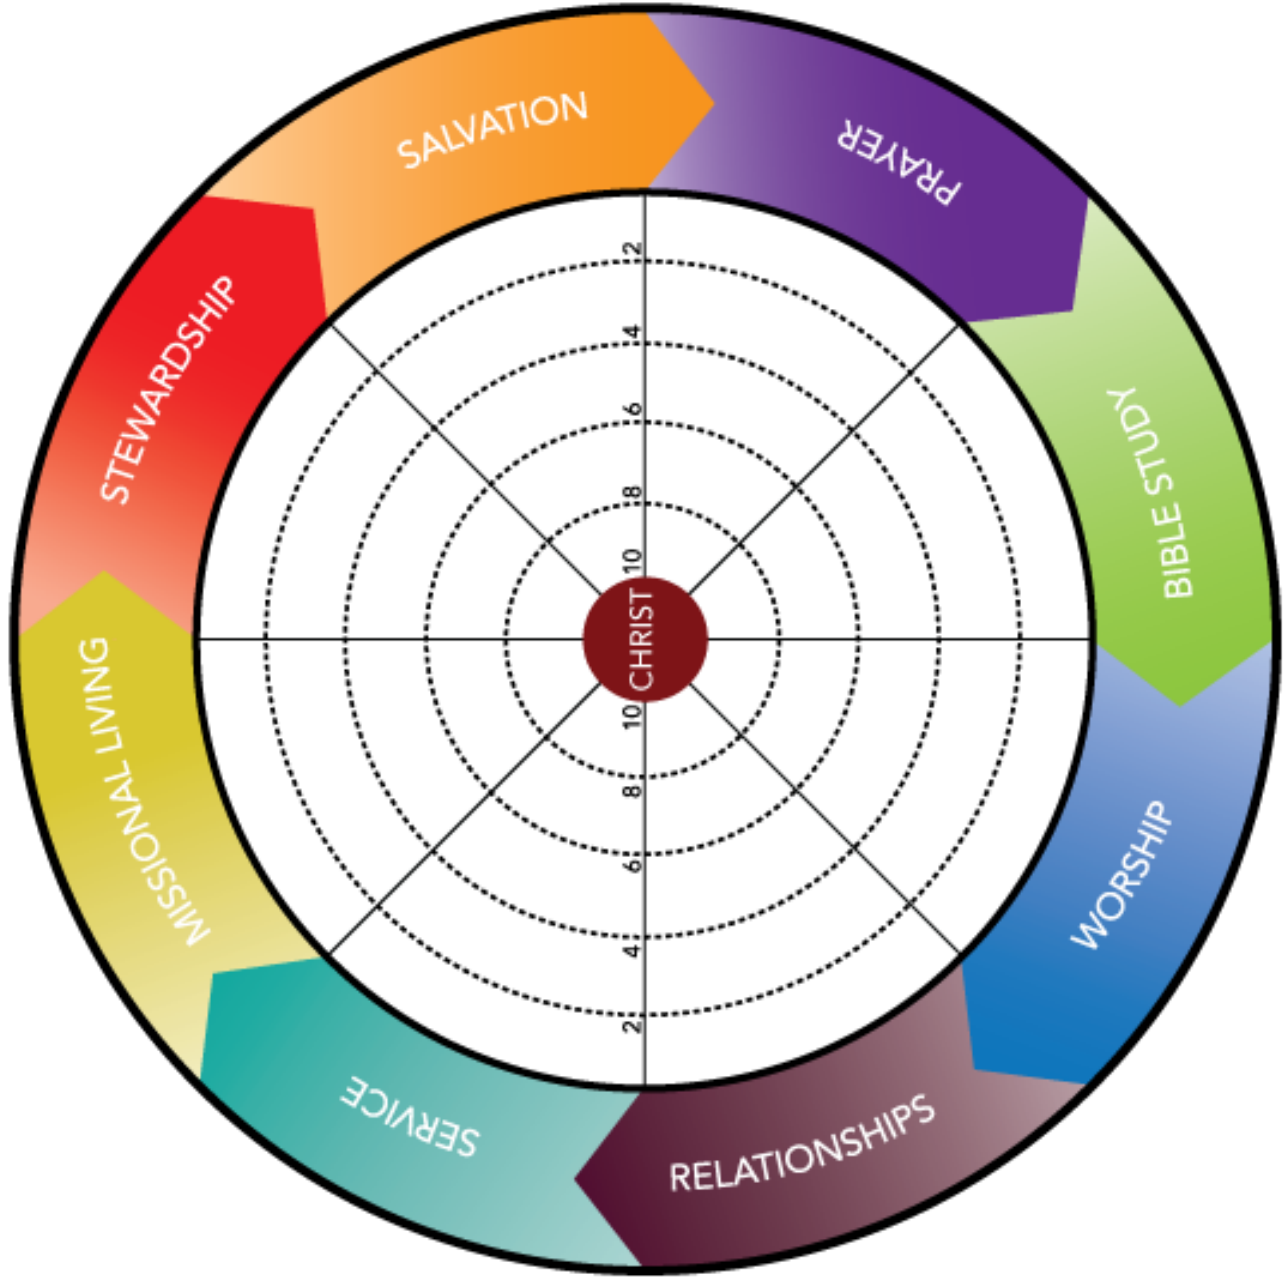 SALVATION
PRAYER
BIBLE STUDY
WORSHIP
RELATIONSHIPS
SERVICE
MISSIONAL LIVING
STEWARDSHIP
2
4
6
8
10
CHRIST
10
8
6
4
2